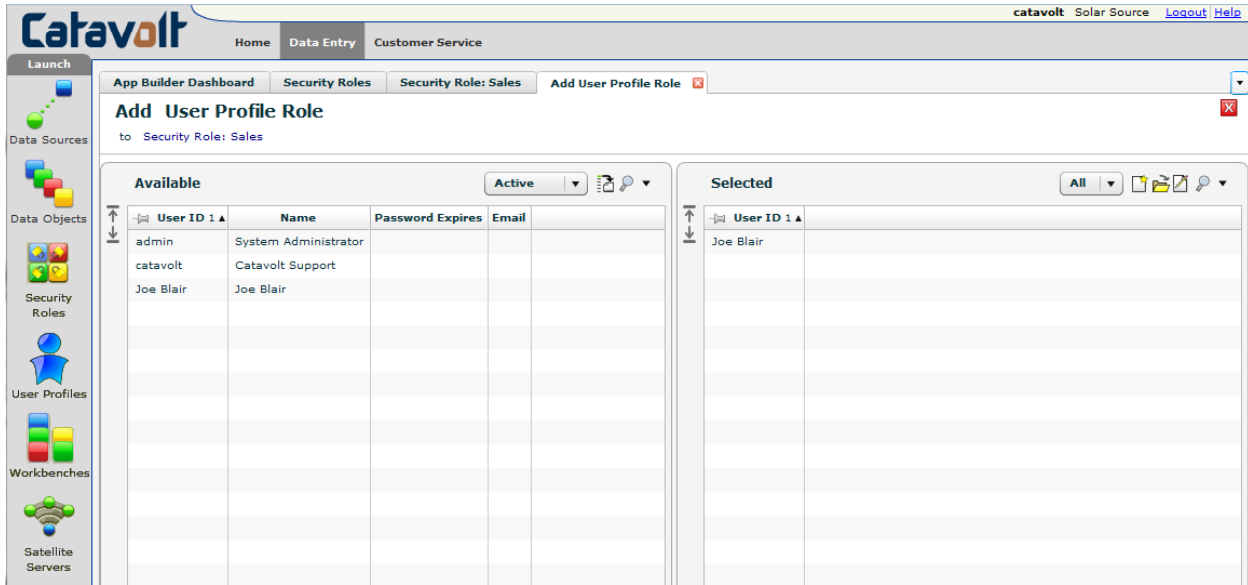 catavolt Solar Source Logout Help
Catavolt
Home Data Entry Customer Service
Launch
App Builder Dashboard Security Roles Security Role: Sales Add User Profile Role
Add User Profile Role
to Security Role: Sales
Data Sources
Available Active
Selected All
User ID 1 Name Password Expires Email
User ID 1
admin System Administrator
catavolt Catavolt Support
Joe Blair Joe Blair
Joe Blair
Data Objects
Security
Roles
User Profiles
Workbenches
Satellite
Servers